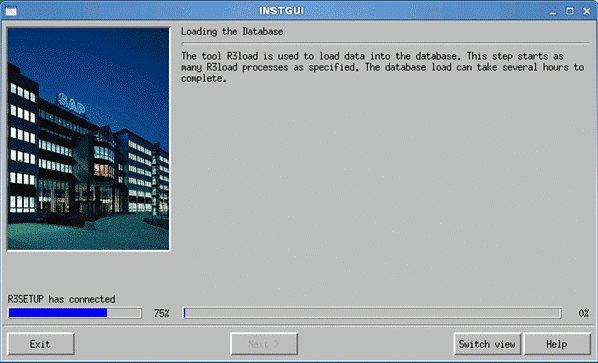 INSTGUI
Loading the Database
The tool R3load is used to load data into the database. This step starts as
many R3load processes as specified. The database load can take several hours to
complete.
SAP
R3SETUP has connected
75%
0%
Exit
Next >
Switch view
Help